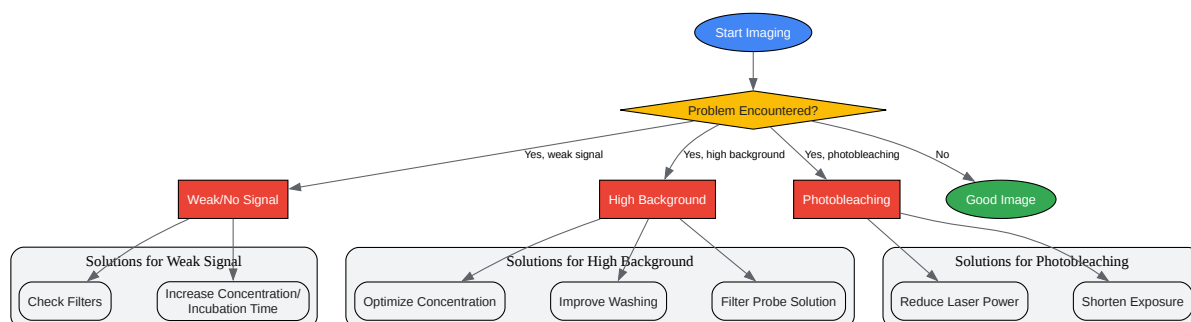 Start Imaging
Problem Encountered?
Yes, weak signal
Yes, high background
Yes, photobleaching
No
Weak/No Signal
High Background
Photobleaching
Good Image
Solutions for Weak Signal
Solutions for High Background
Solutions for Photobleaching
Check Filters
Increase Concentration/
Incubation Time
Optimize Concentration
Improve Washing
Filter Probe Solution
Reduce Laser Power
Shorten Exposure